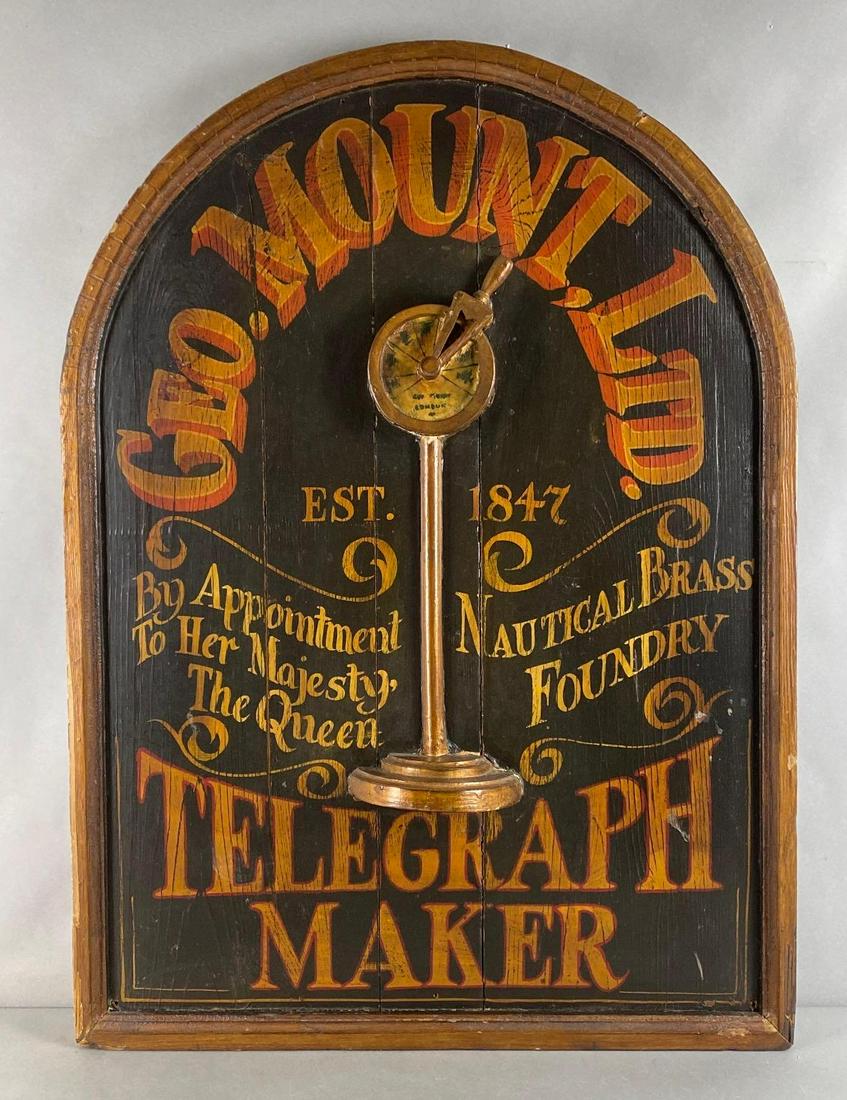 GEO. MOUNT, LTD.
EST. 1847
By Appointment
To Her Majesty,
The Queen
NAUTICAL BRASS
FOUNDRY
TELEGRAPH
MAKER